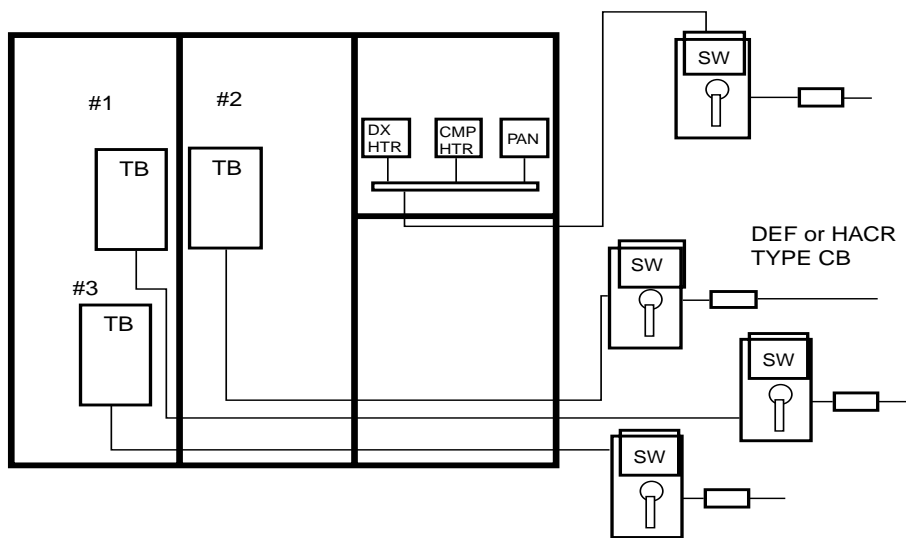 SW
#1
#2
DX
HTR
CMP
HTR
PAN
TB
TB
DEF or HACR
TYPE CB
SW
#3
TB
SW
SW